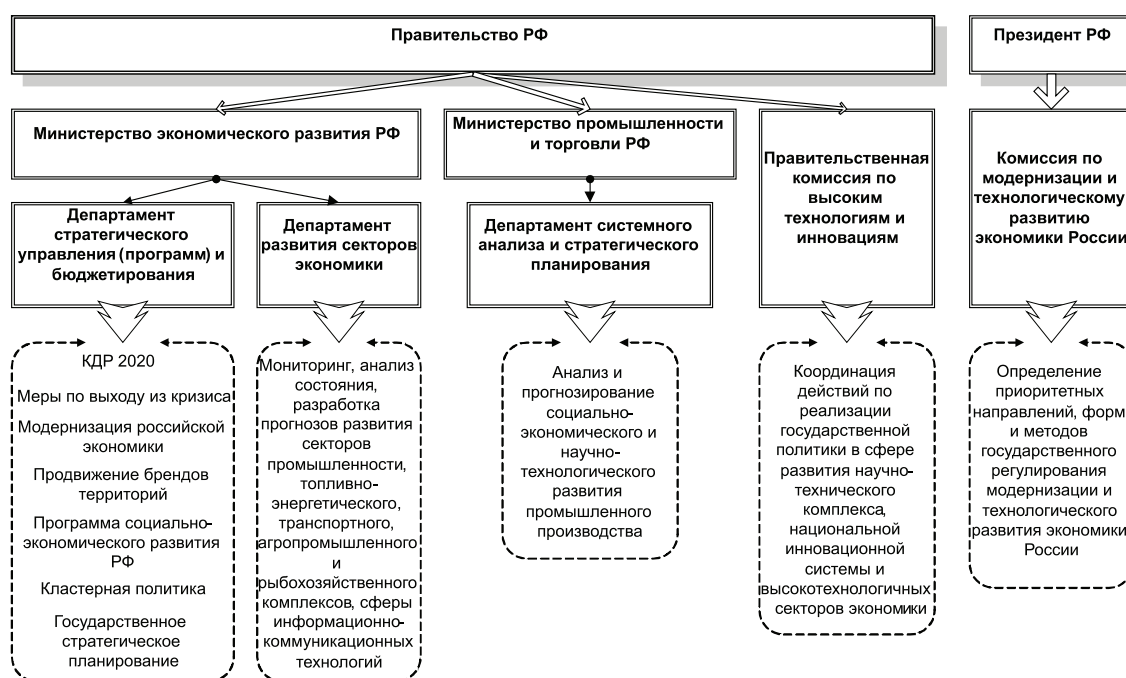 Правительство РФ
Президент РФ
Министерство экономического развития РФ
Министерство промышленности
и торговли РФ
Правительственная
комиссия по
высоким
технологиям и
инновациям
Комиссия по
модернизации и
технологическому
развитию
экономики России
Департамент
стратегического
управления (программ) и
бюджетирования
Департамент
развития секторов
экономики
Департамент системного
анализа и стратегического
планирования
КДР 2020
Меры по выходу из кризиса
Модернизация российской
экономики
Продвижение брендов
территорий
Программа социально-
экономического развития
РФ
Кластерная политика
Государственное
стратегическое
планирование
Мониторинг, анализ
состояния,
разработка
прогнозов развития
секторов
промышленности,
топливно-
энергетического,
транспортного,
агропромышленного
и
рыбохозяйственного
комплексов, сферы
информационно-
коммуникационных
технологий
Анализ и
прогнозирование
социально-
экономического и
научно-
технологического
развития
промышленного
производства
Координация
действий по
реализации
государственной
политики в сфере
развития научно-
технического
комплекса,
национальной
инновационной
системы и
высокотехнологичных
секторов экономики
Определение
приоритетных
направлений, форм
и методов
государственного
регулирования
модернизации и
технологического
развития экономики
России